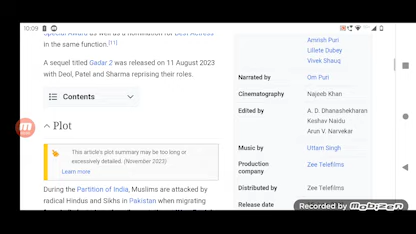 10:09
Special Award as well as a nomination for Best Actress
in the same function.[11]
A sequel titled Gadar 2 was released on 11 August 2023
with Deol, Patel and Sharma reprising their roles.
Contents
Plot
This article's plot summary may be too long or
excessively detailed. (November 2023)
Learn more
During the Partition of India, Muslims are attacked by
radical Hindus and Sikhs in Pakistan when migrating
Amrish Puri
Lillete Dubey
Vivek Shauq
Narrated by Om Puri
Cinematography Najeeb Khan
Edited by A. D. Dhanashekharan
Keshav Naidu
Arun V. Narvekar
Music by Uttam Singh
Production
company Zee Telefilms
Distributed by Zee Telefilms
Release date
Recorded by Mobizen